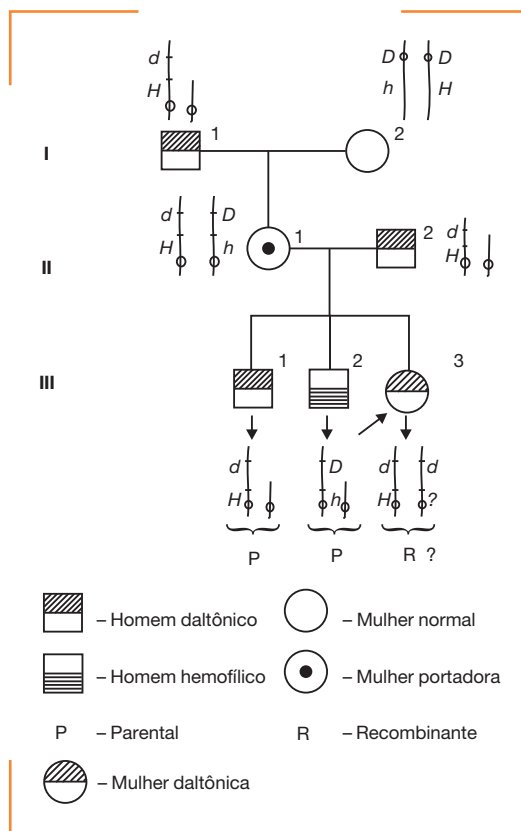 d D D
H h H
1 2
I
d D d
H h H
1 2
II
1 2 3
III
d D d d
H h H ?
P P R ?
– Homem daltônico – Mulher normal
– Homem hemofílico – Mulher portadora
P – Parental R – Recombinante
– Mulher daltônica